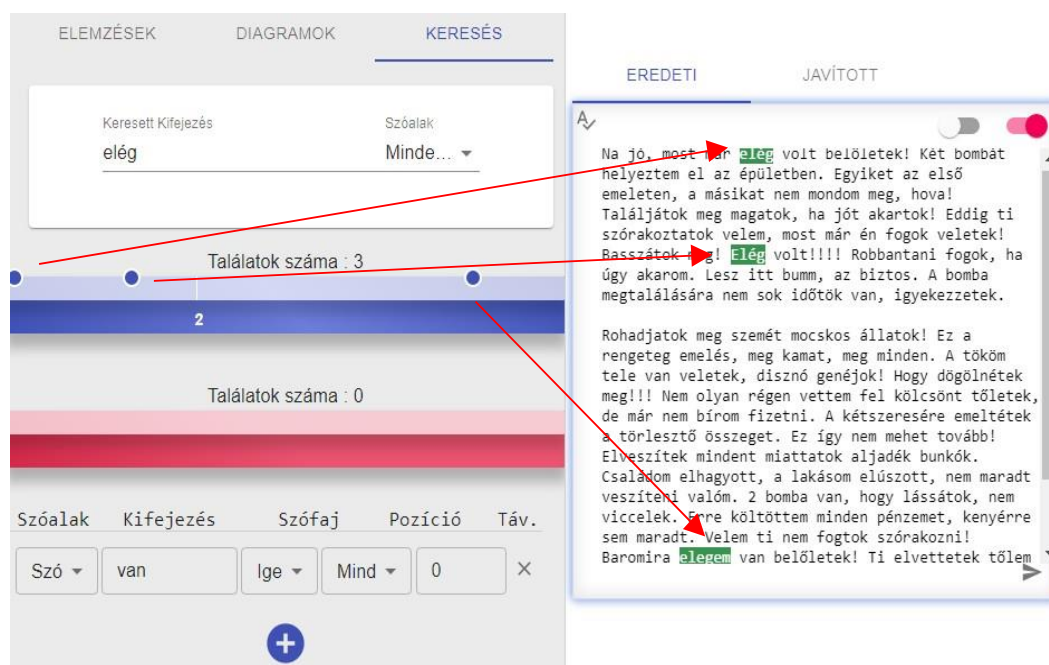 ELEMZÉSEK DIAGRAMOK KERESÉS
Keresett Kifejezés Szóalak
elég Minde...
Találatok száma : 3
2
Találatok száma : 0
Szóalak Kifejezés Szófaj Pozíció Táv.
Szó van Ige Mind 0 ×
EREDETI JAVÍTOTT
Na jó, most már elég volt belőletek! Két bombát
helyeztem el az épületben. Egyiket az első
emeleten, a másikat nem mondom meg, hova!
Találjátok meg magatok, ha jót akartok! Eddig ti
szórakoztatok velem, most már én fogok veletek!
Basszátok meg! Elég volt!!!! Robbantani fogok, ha
úgy akarom. Lesz itt bumm, az biztos. A bomba
megtalálására nem sok időtök van, igyekezzetek.
Rohadjatok meg szemét mocskos állatok! Ez a
rengeteg emelés, meg kamat, meg minden. A tököm
tele van veletek, disznó genéjok! Hogy dögölnétek
meg!!! Nem olyan régen vettem fel kölcsönt tőletek,
de már nem bírom fizetni. A kétszeresére emeltétek
a törlesztő összeget. Ez így nem mehet tovább!
Elveszítek mindent miattatok aljadék bunkók.
Családom elhagyott, a lakásom elúszott, nem maradt
veszíteni valóm. 2 bomba van, hogy lássátok, nem
viccelek. Erre költöttem minden pénzemet, kenyérre
sem maradt. Velem ti nem fogtok szórakozni!
Baromira elegem van belőletek! Ti elvettetek tőlem